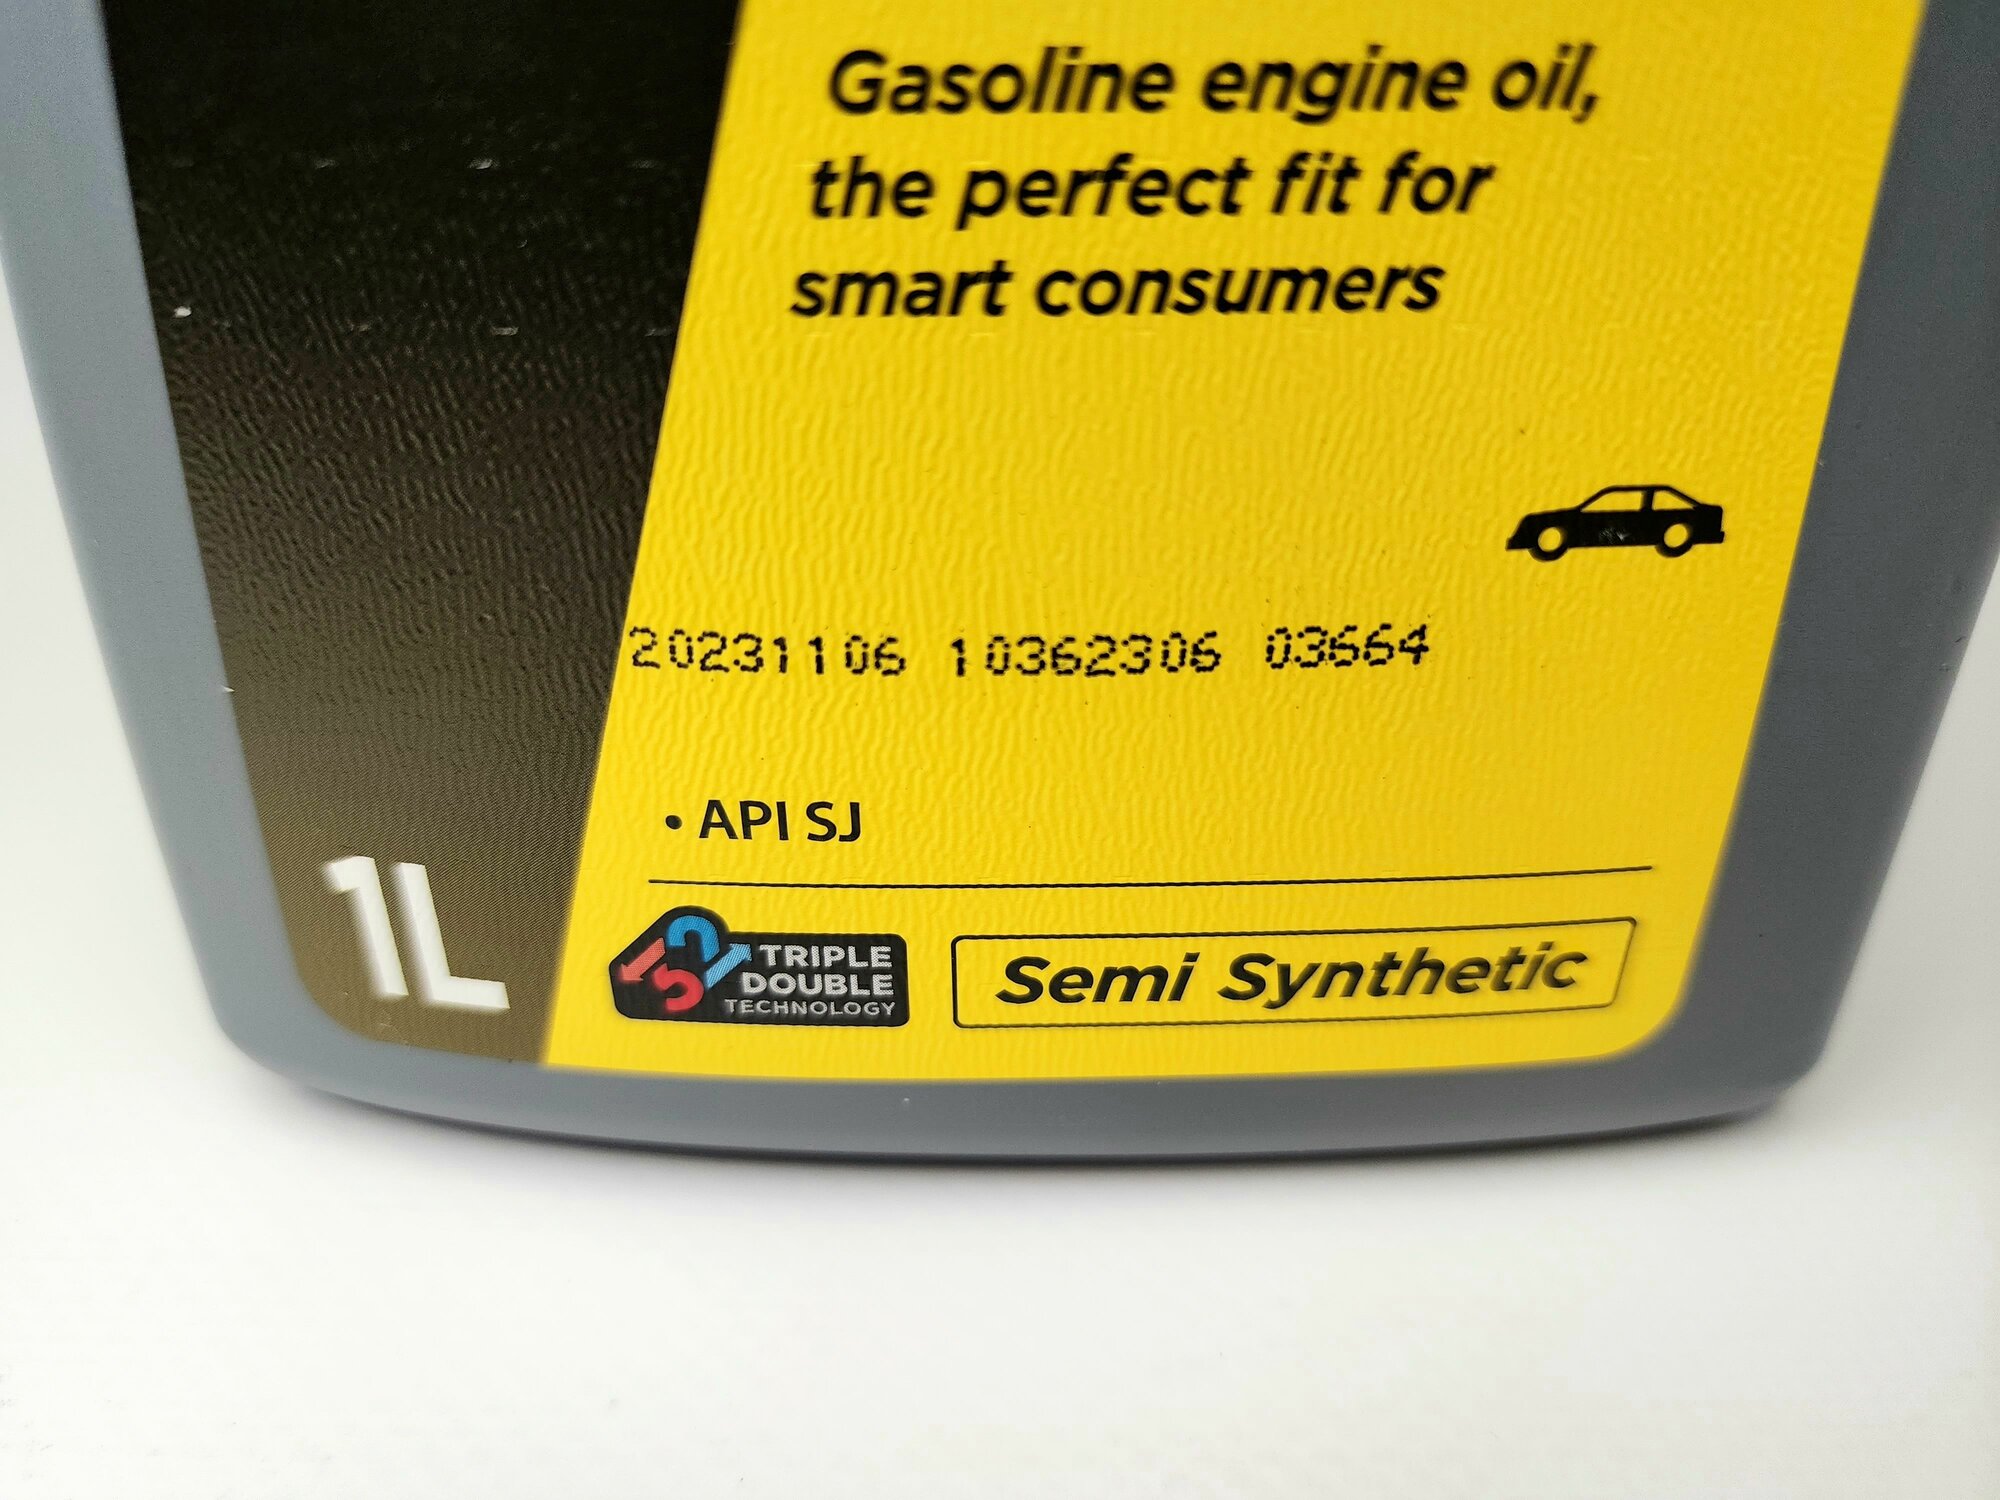 Gasoline engine oil,
the perfect fit for
smart consumers
20231106 10362306 03664
• API SJ
1L
TRIPLE
DOUBLE
TECHNOLOGY
Semi Synthetic